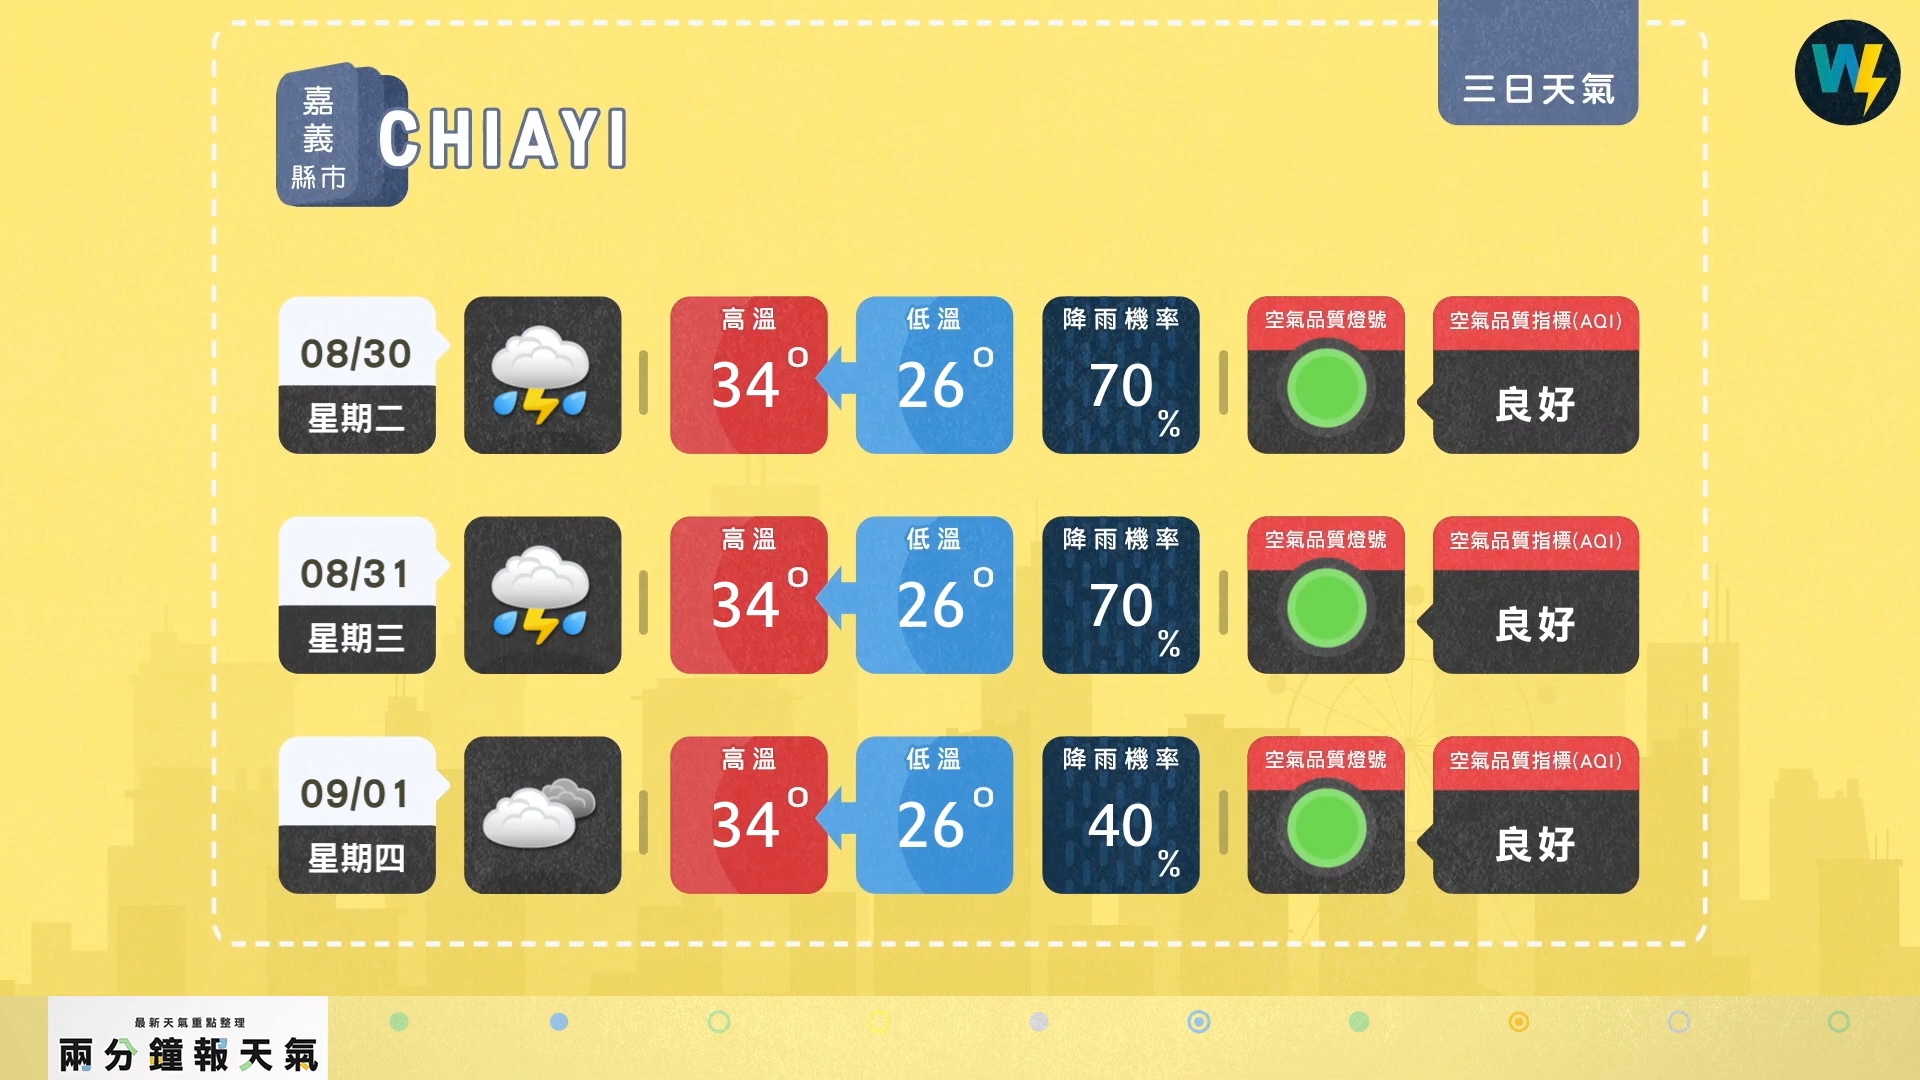 嘉義縣市
CHIAYI
三日天氣
W
08/30
星期二
高溫
34°
低溫
26°
降雨機率
70%
空氣品質燈號
空氣品質指標(AQI)
良好
08/31
星期三
高溫
34°
低溫
26°
降雨機率
70%
空氣品質燈號
空氣品質指標(AQI)
良好
09/01
星期四
高溫
34°
低溫
26°
降雨機率
40%
空氣品質燈號
空氣品質指標(AQI)
良好
最新天氣重點整理
兩分鐘報天氣